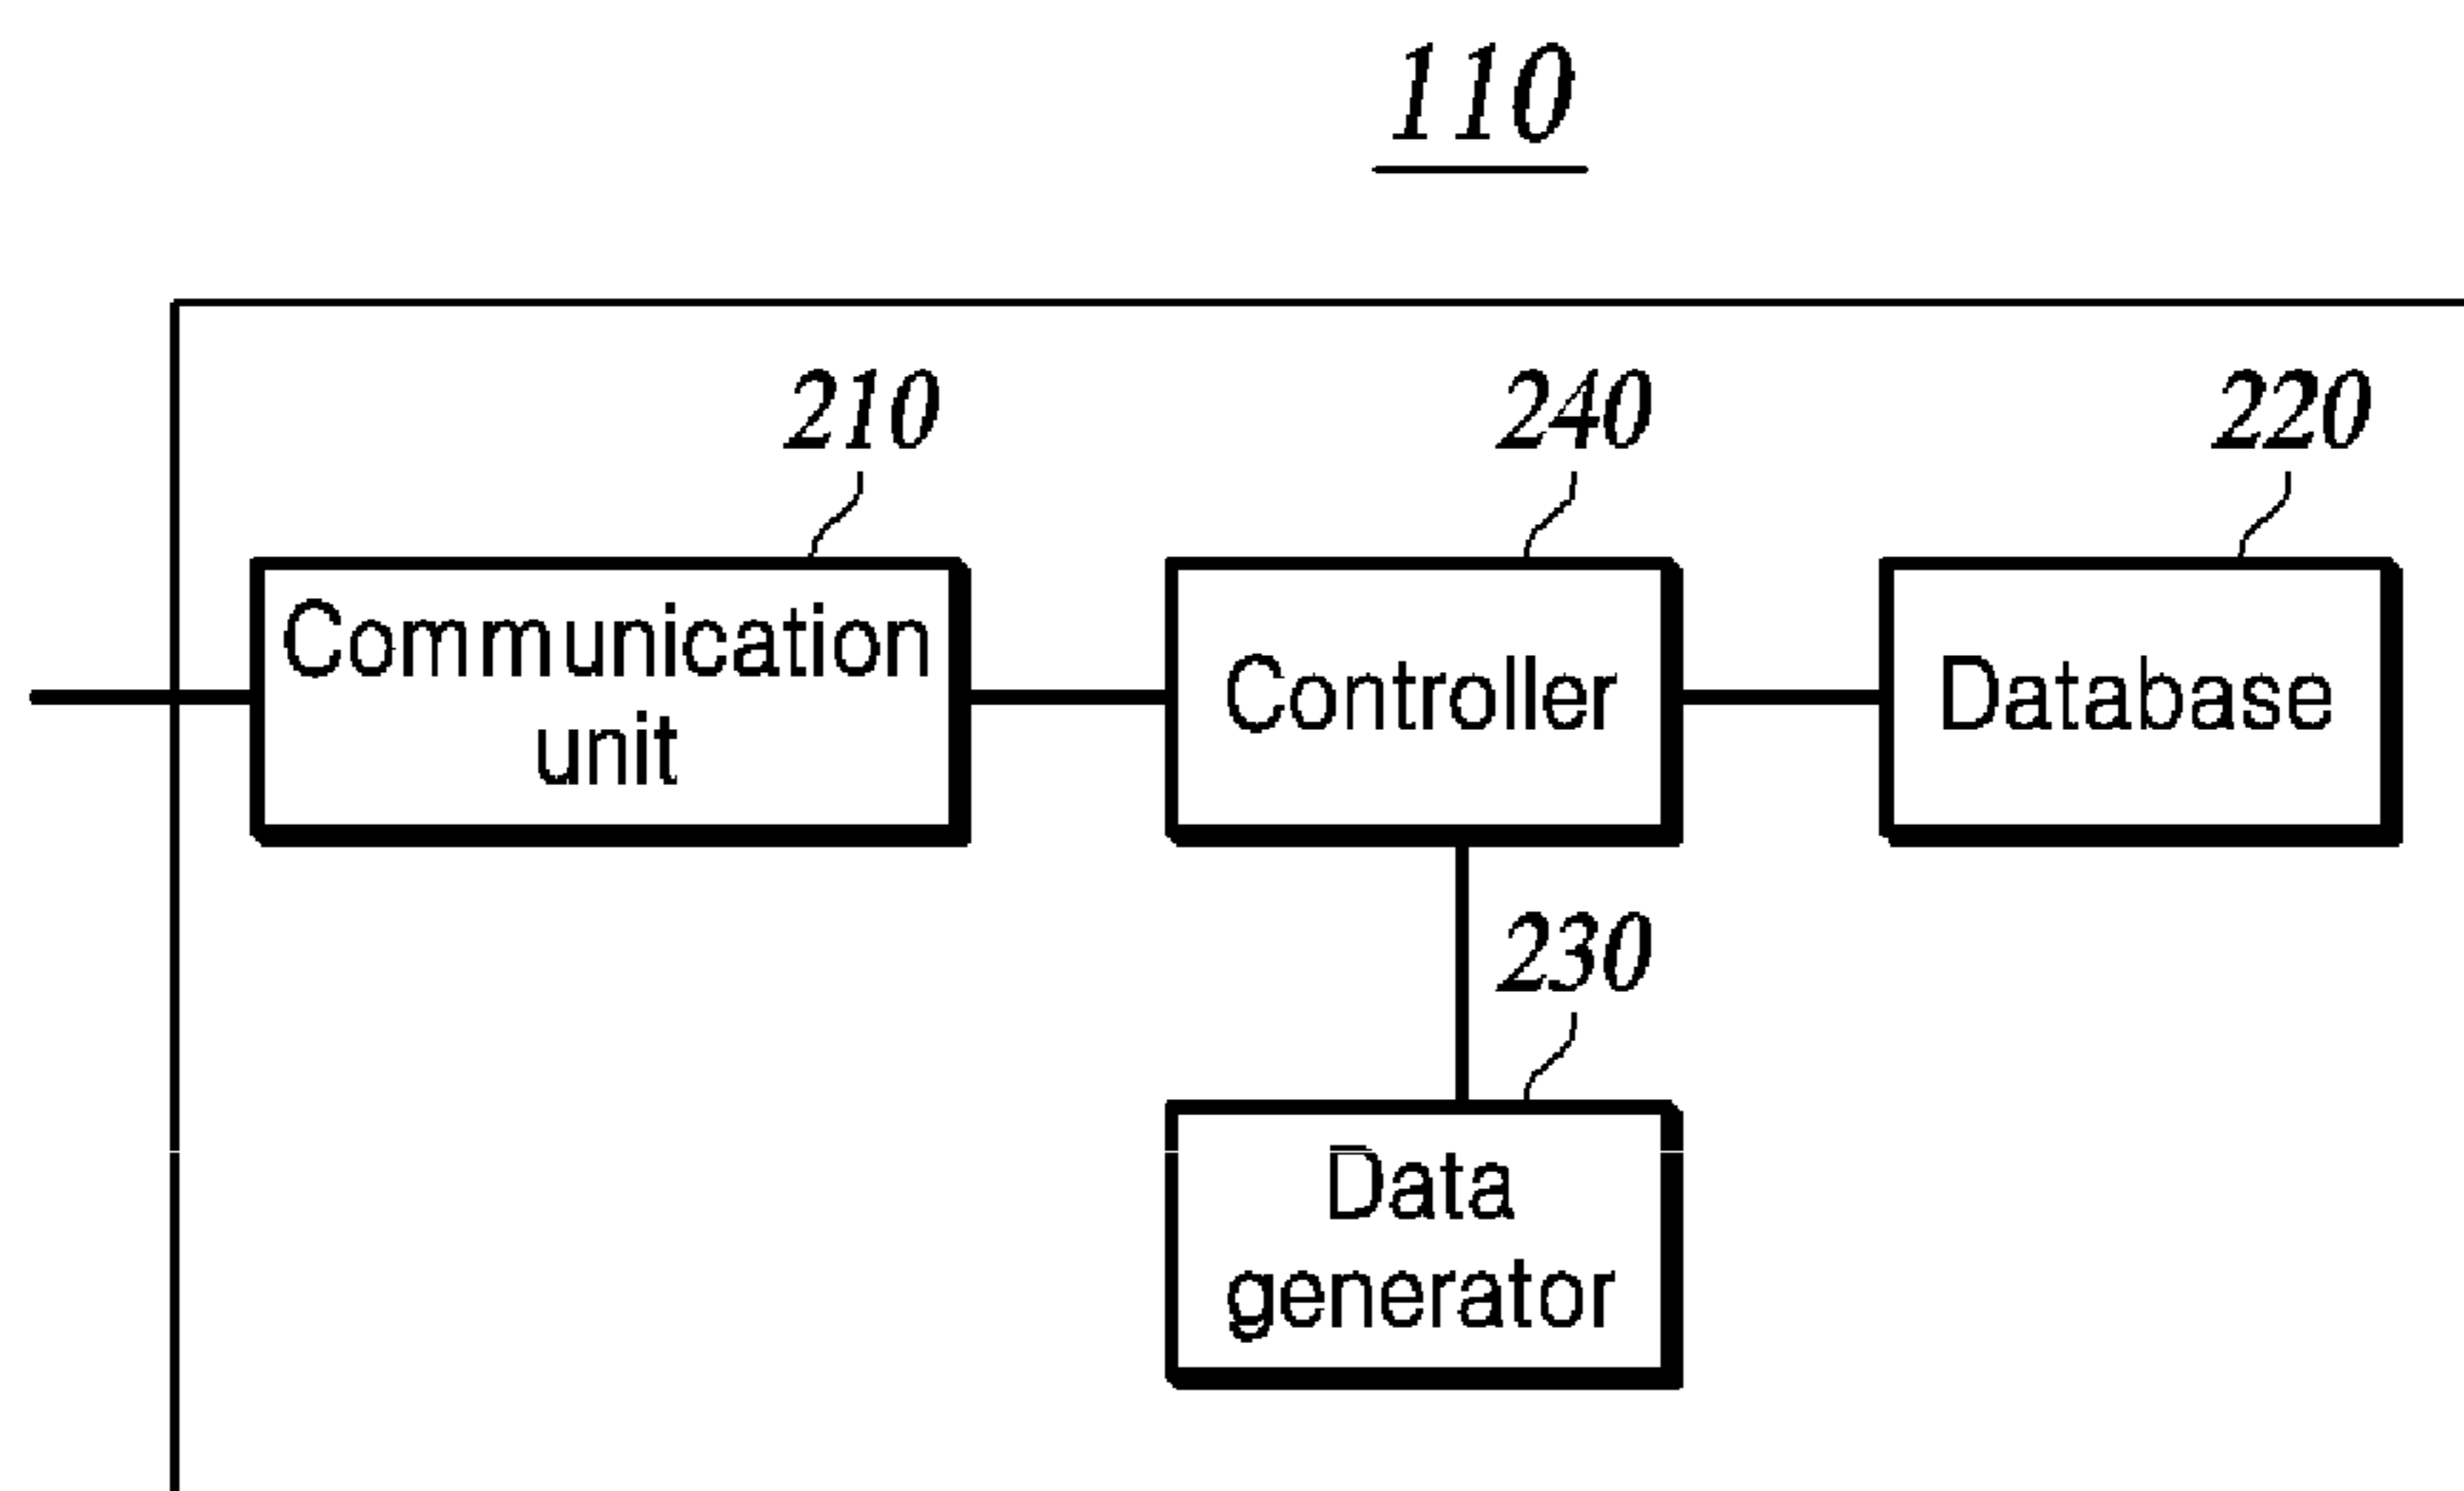 110
210
240
220
Communication
unit
Controller
Database
230
Data
generator